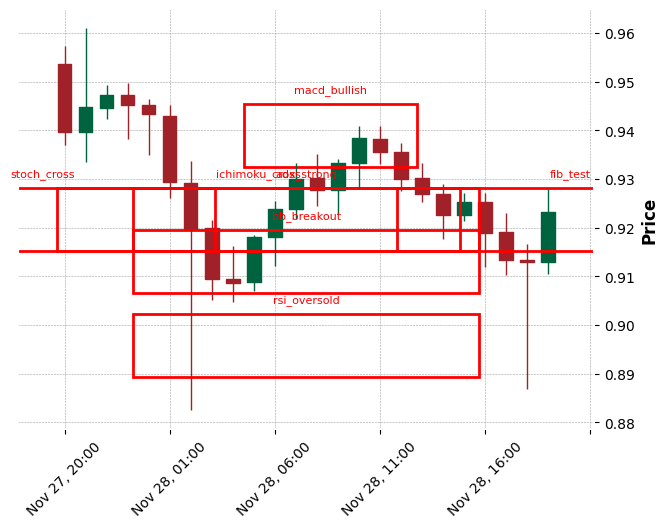 0.96
0.95
macd_bullish
0.94
0.93
stoch_cross
ichimoku_cross
adx_strong
fib_test
0.92
bb_breakout
Price
0.91
rsi_oversold
0.90
0.89
0.88
Nov 27, 20:00
Nov 28, 01:00
Nov 28, 06:00
Nov 28, 11:00
Nov 28, 16:00